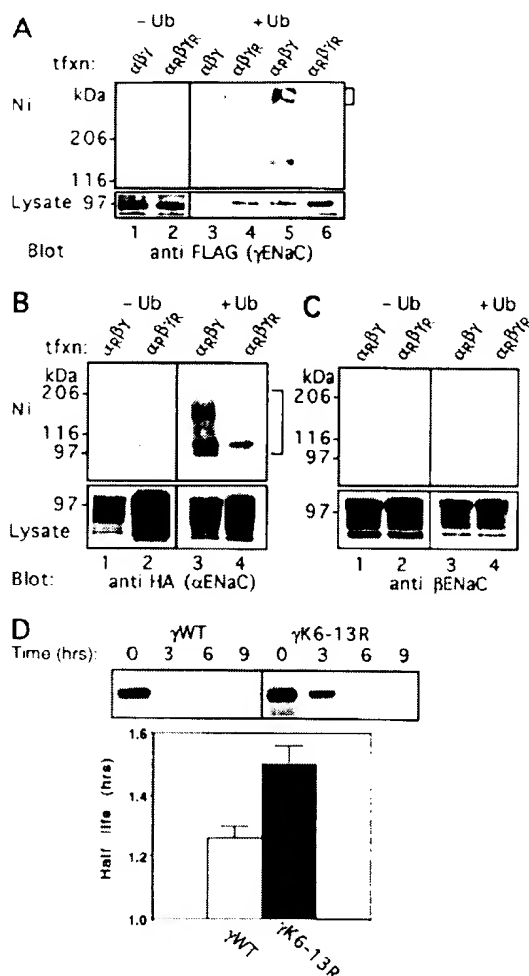 A
- Ub
+ Ub
tfxn:
αβγ
αRβγR
αβγ
αβγR
αRβγ
αRβγR
Ni
kDa
206
116
Lysate 97
1 2 3 4 5 6
Blot anti FLAG (γENaC)
B
- Ub
+ Ub
tfxn:
αRβγ
αRβγR
αRβγ
αRβγR
kDa
Ni
206
116
97
97
Lysate
1 2 3 4
Blot: anti HA (αENaC)
C
- Ub
+ Ub
αRβγ
αRβγR
αRβγ
αRβγR
kDa
206
116
97
97
1 2 3 4
anti βENaC
D
γWT γK6-13R
Time (hrs): 0 3 6 9 0 3 6 9
Half life (hrs)
1.6
1.4
1.2
1.0
γWT
γK6-13R